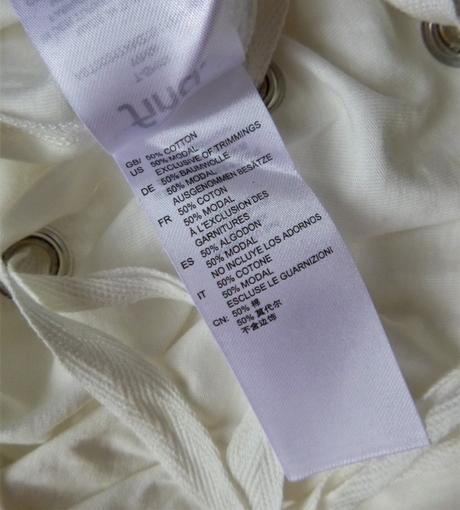 GB/ 50% COTTON
US 50% MODAL
EXCLUSIVE OF TRIMMINGS
DE 50% BAUMWOLLE
50% MODAL
AUSGENOMMEN BESÄTZE
FR 50% COTON
50% MODAL
À L'EXCLUSION DES
GARNITURES
ES 50% ALGODON
50% MODAL
NO INCLUYE LOS ADORNOS
IT 50% COTONE
50% MODAL
ESCLUSE LE GUARNIZIONI
CN: 50% 棉
50% 莫代尔
不含边饰